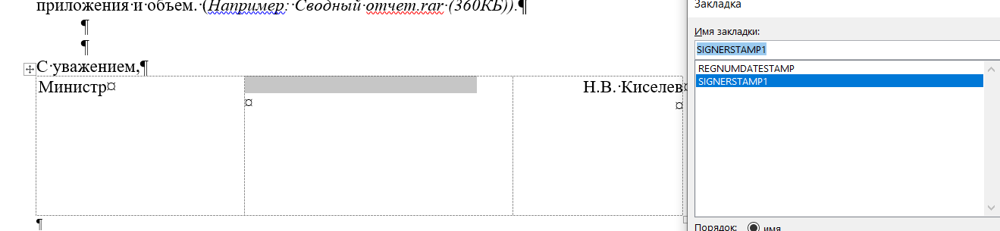 приложения и объем. (Например: Сводный отчет.rar (360КБ)).¶
¶
¶
С уважением,¶
Министр¤
¤
Н.В. Киселев¤
¤
¶
Закладка
Имя закладки:
SIGNERSTAMP1
REGNUMDATESTAMP
SIGNERSTAMP1
Порядок:
имя